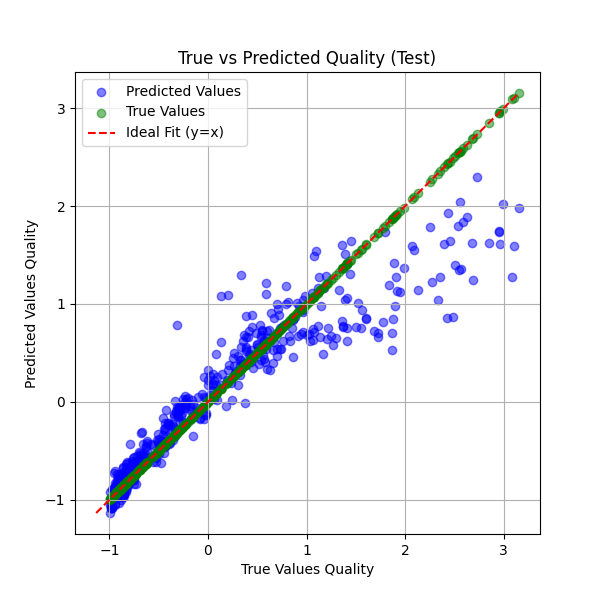 True vs Predicted Quality (Test)
Predicted Values
True Values
Ideal Fit (y=x)
3
2
1
0
−1
Predicted Values Quality
−1 0 1 2 3
True Values Quality